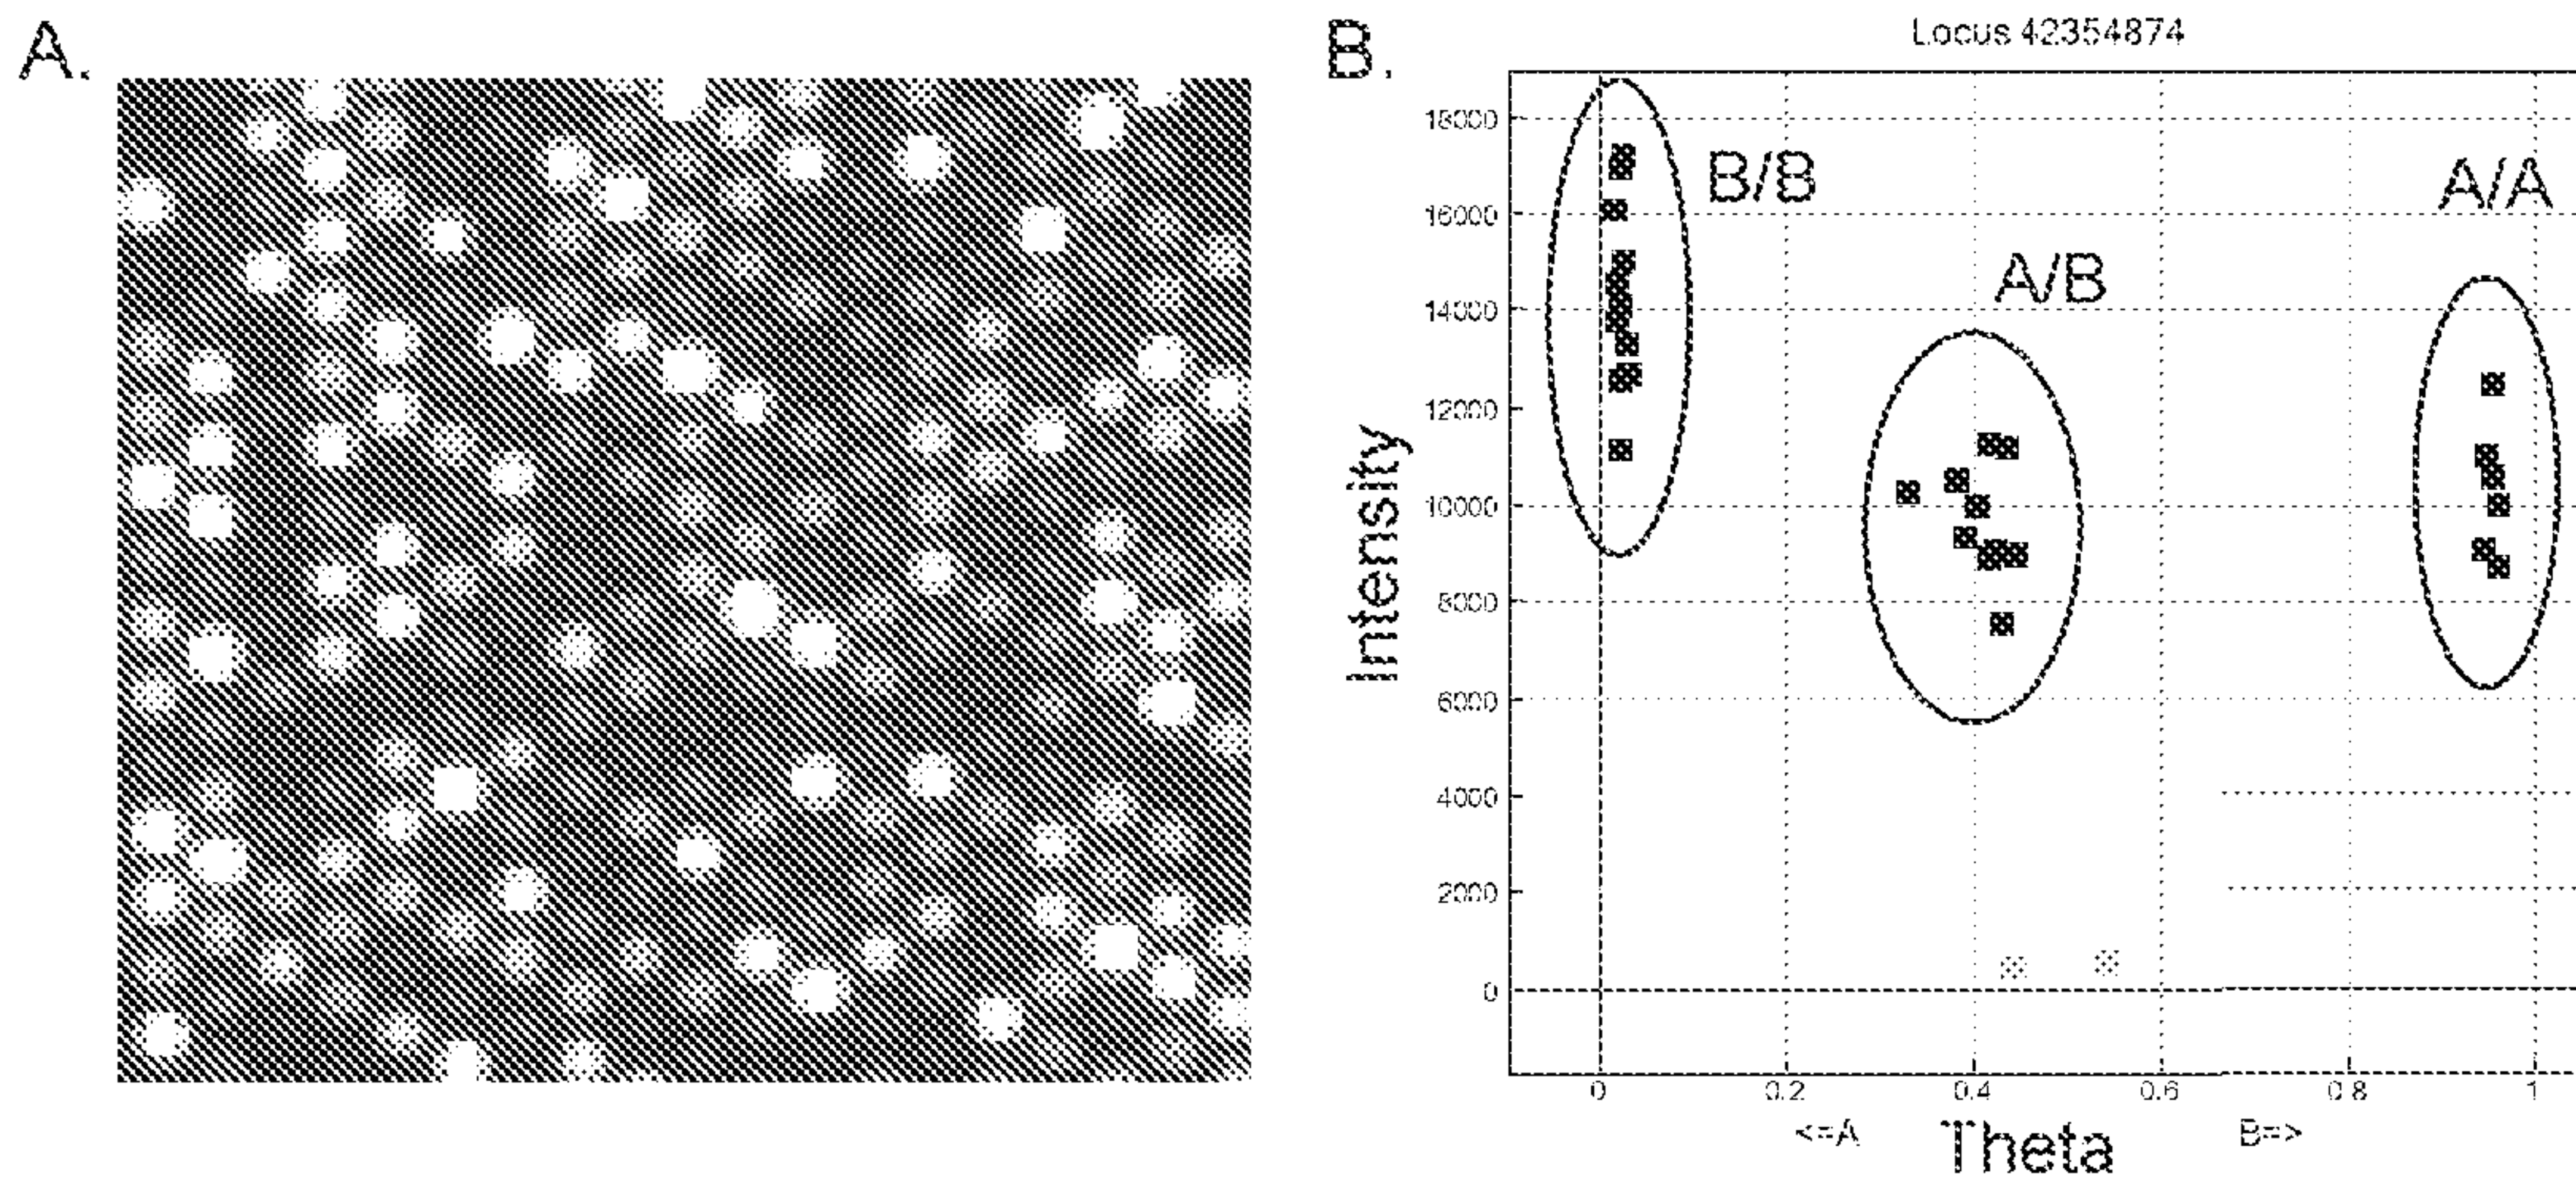 A.
B.
Locus 42354874
18000
16000
14000
12000
10000
8000
6000
4000
2000
0
Intensity
B/B
A/B
A/A
0 0.2 0.4 0.6 0.8 1
<=A Theta B=>